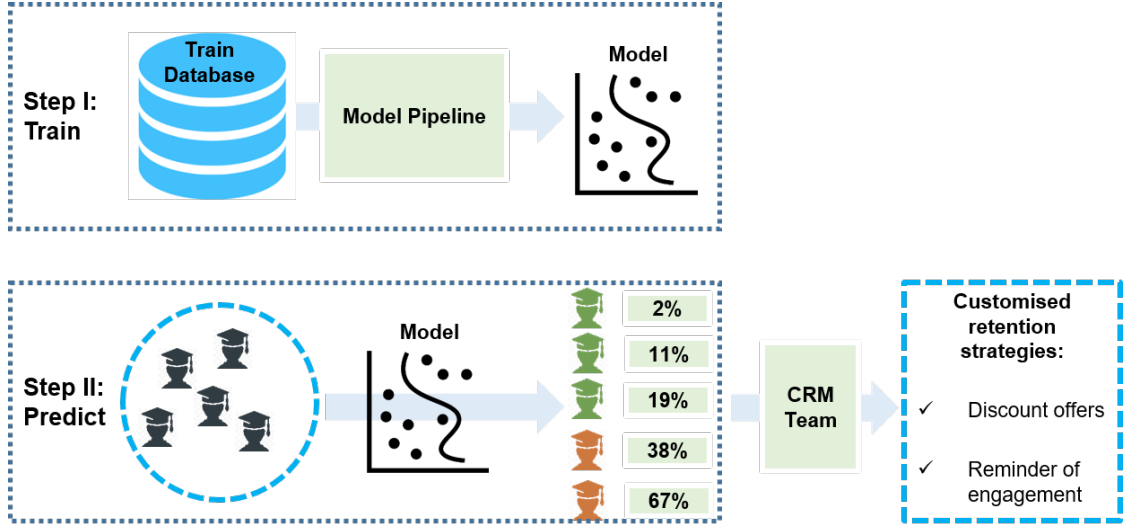 Step I:
Train
Train
Database
Model Pipeline
Model
Step II:
Predict
Model
2%
11%
19%
38%
67%
CRM
Team
Customised
retention
strategies:
✓ Discount offers
✓ Reminder of
engagement